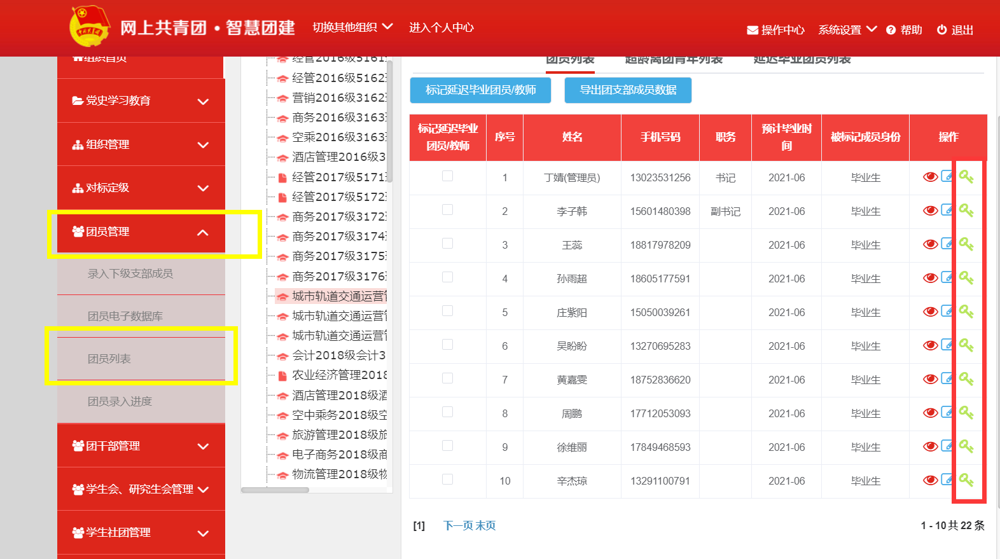 网上共青团·智慧团建
切换其他组织
进入个人中心
操作中心
系统设置
帮助
退出
组织首页
党史学习教育
组织管理
对标定级
团员管理
录入下级支部成员
团员电子数据库
团员列表
团员录入进度
团干部管理
学生会、研究生会管理
学生社团管理
经管2016级5161班
经管2016级5162班
营销2016级3162班
商务2016级3163班
空乘2016级3163班
酒店管理2016级3
经管2017级5171班
经管2017级5172班
商务2017级3172班
商务2017级3174班
商务2017级3175班
商务2017级3176班
城市轨道交通运营管
城市轨道交通运营管
城市轨道交通运营管
会计2018级会计3
农业经济管理2018
酒店管理2018级酒
空中乘务2018级空
旅游管理2018级旅
电子商务2018级商
物流管理2018级物
团员列表
超龄离团青年列表
延迟毕业团员列表
标记延迟毕业团员/教师
导出团支部成员数据
标记延迟毕业团员/教师 序号 姓名 手机号码 职务 预计毕业时间 被标记成员身份 操作
1 丁婧(管理员) 13023531256 书记 2021-06 毕业生
2 李子韩 15601480398 副书记 2021-06 毕业生
3 王蕊 18817978209 2021-06 毕业生
4 孙雨超 18605177591 2021-06 毕业生
5 庄紫阳 15050039261 2021-06 毕业生
6 吴盼盼 13270695283 2021-06 毕业生
7 黄嘉雯 18752836620 2021-06 毕业生
8 周鹏 17712053093 2021-06 毕业生
9 徐维丽 17849468593 2021-06 毕业生
10 辛杰琼 13291100791 2021-06 毕业生
[1] 下一页 末页
1 - 10 共 22 条